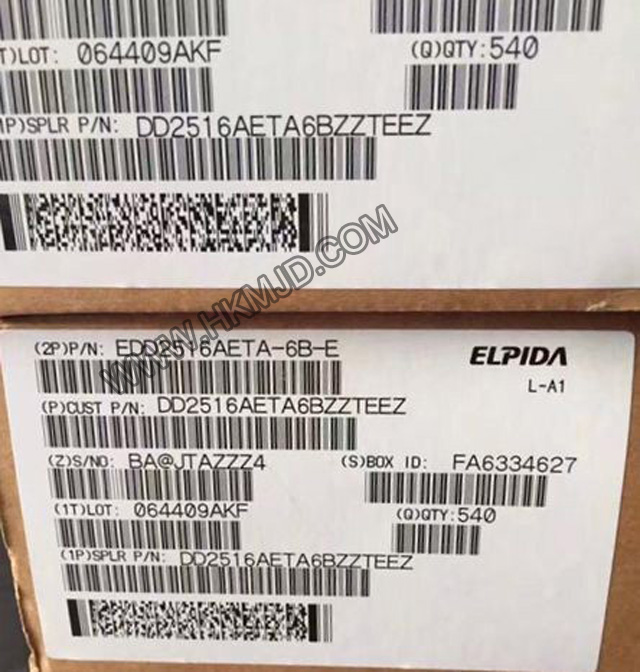 T)LOT: 064409AKF (Q)QTY:540
1P)SPLR P/N: DD2516AETA6BZZTEEZ
WWW.HKMJD.COM
(2P)P/N: EDD2516AETA-6B-E ELPIDA
L-A1
(P)CUST P/N: DD2516AETA6BZZTEEZ
(Z)S/NO: BA@JTAZZZ4 (S)BOX ID: FA6334627
(1T)LOT: 064409AKF (Q)QTY:540
(1P)SPLR P/N: DD2516AETA6BZZTEEZ